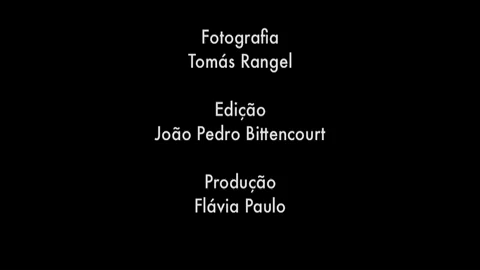 Fotografia
Tomás Rangel
Edição
João Pedro Bittencourt
Produção
Flávia Paulo